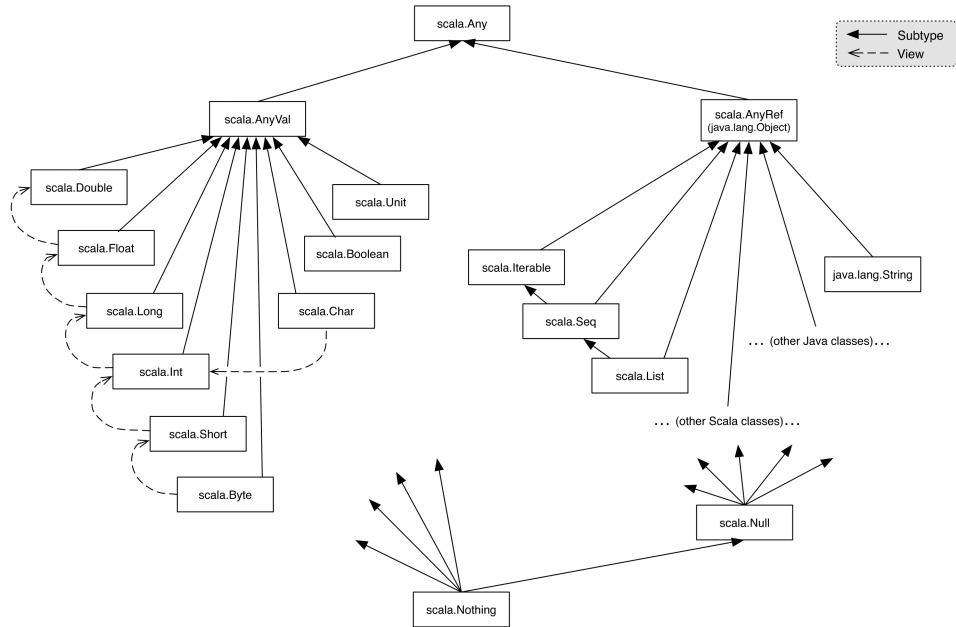 scala.Any
Subtype
View
scala.AnyVal
scala.AnyRef
(java.lang.Object)
scala.Double
scala.Unit
scala.Float
scala.Boolean
scala.Iterable
java.lang.String
scala.Long
scala.Char
scala.Seq
... (other Java classes)...
scala.Int
scala.List
... (other Scala classes)...
scala.Short
scala.Byte
scala.Null
scala.Nothing